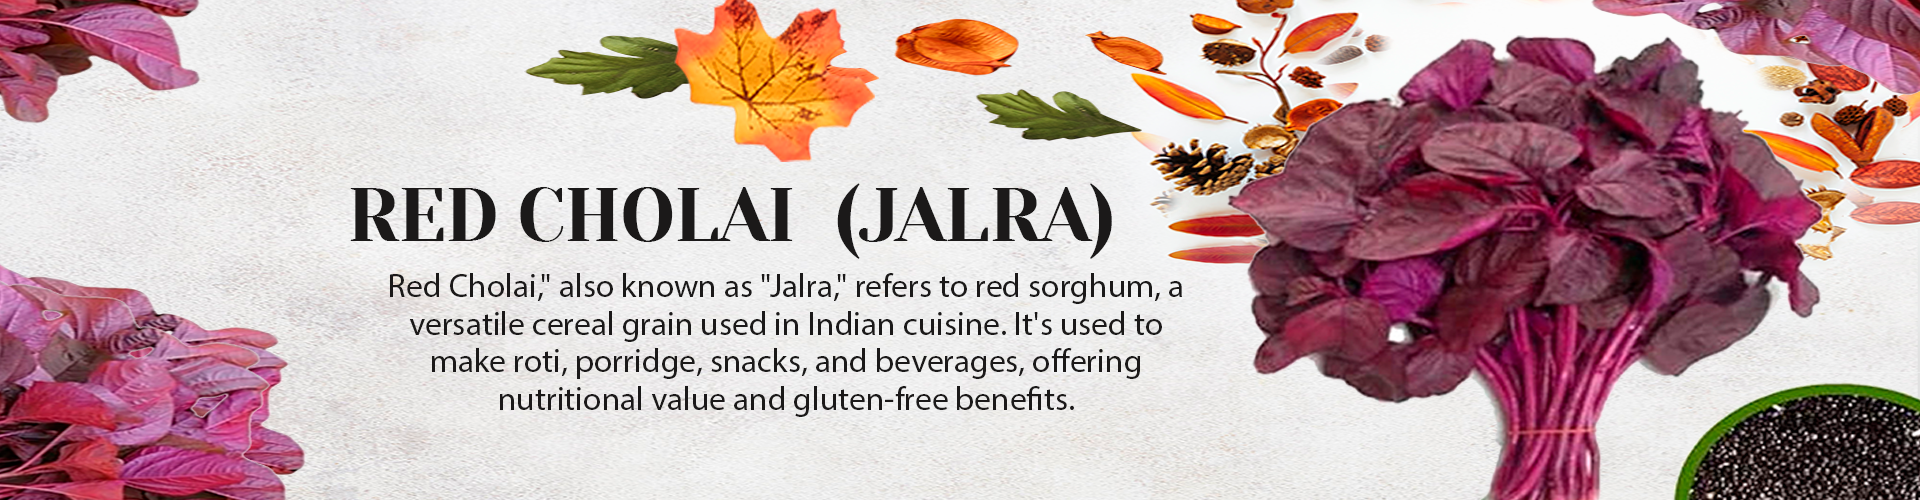 RED CHOLAI (JALRA)
Red Cholai," also known as "Jalra," refers to red sorghum, a
versatile cereal grain used in Indian cuisine. It's used to
make roti, porridge, snacks, and beverages, offering
nutritional value and gluten-free benefits.